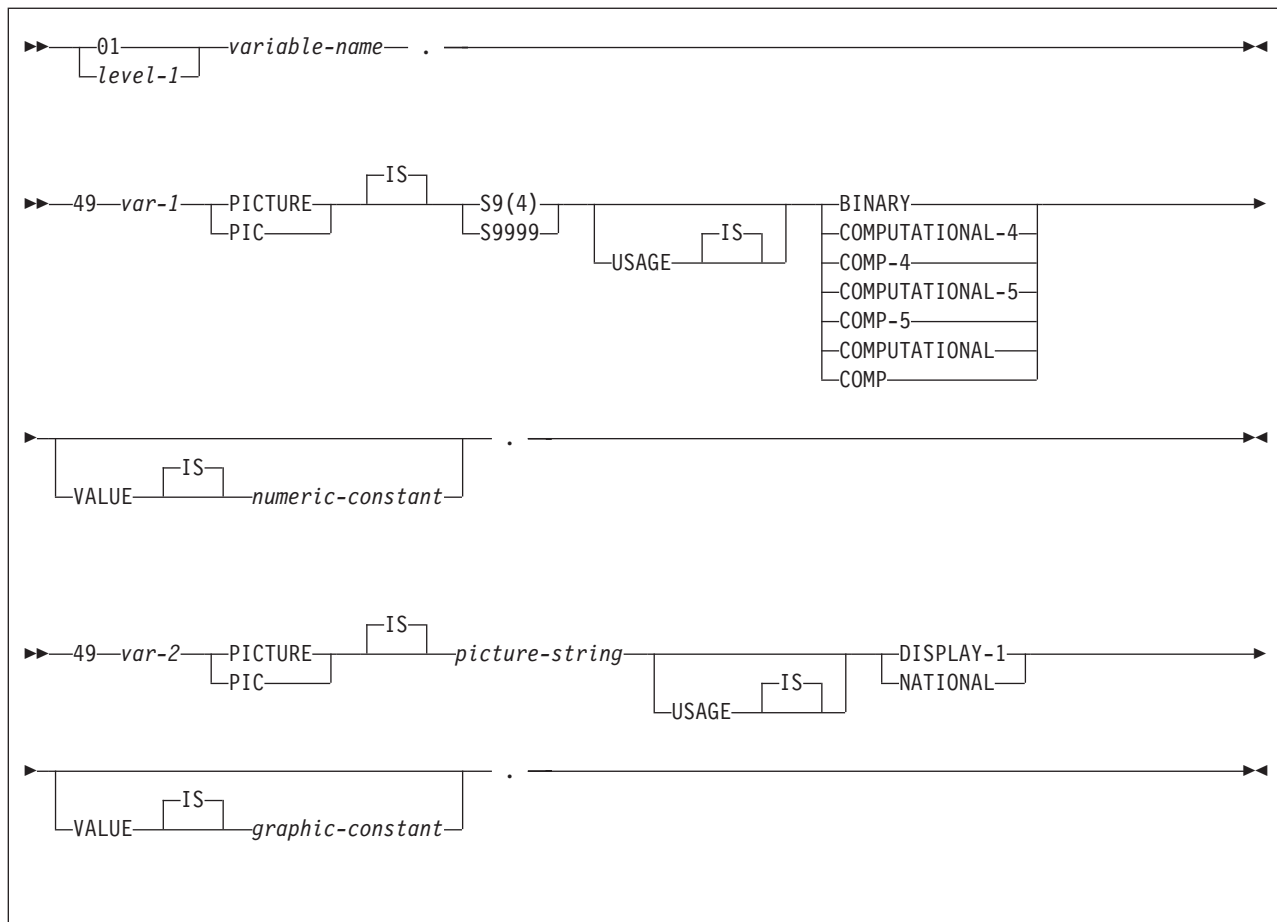 01 variable-name .
level-1
IS
49 var-1 PICTURE S9(4) BINARY
PIC S9999 COMPUTATIONAL-4
IS
USAGE COMP-4
COMPUTATIONAL-5
COMP-5
COMPUTATIONAL
COMP
.
IS
VALUE numeric-constant
IS
49 var-2 PICTURE picture-string DISPLAY-1
PIC IS NATIONAL
USAGE
.
IS
VALUE graphic-constant